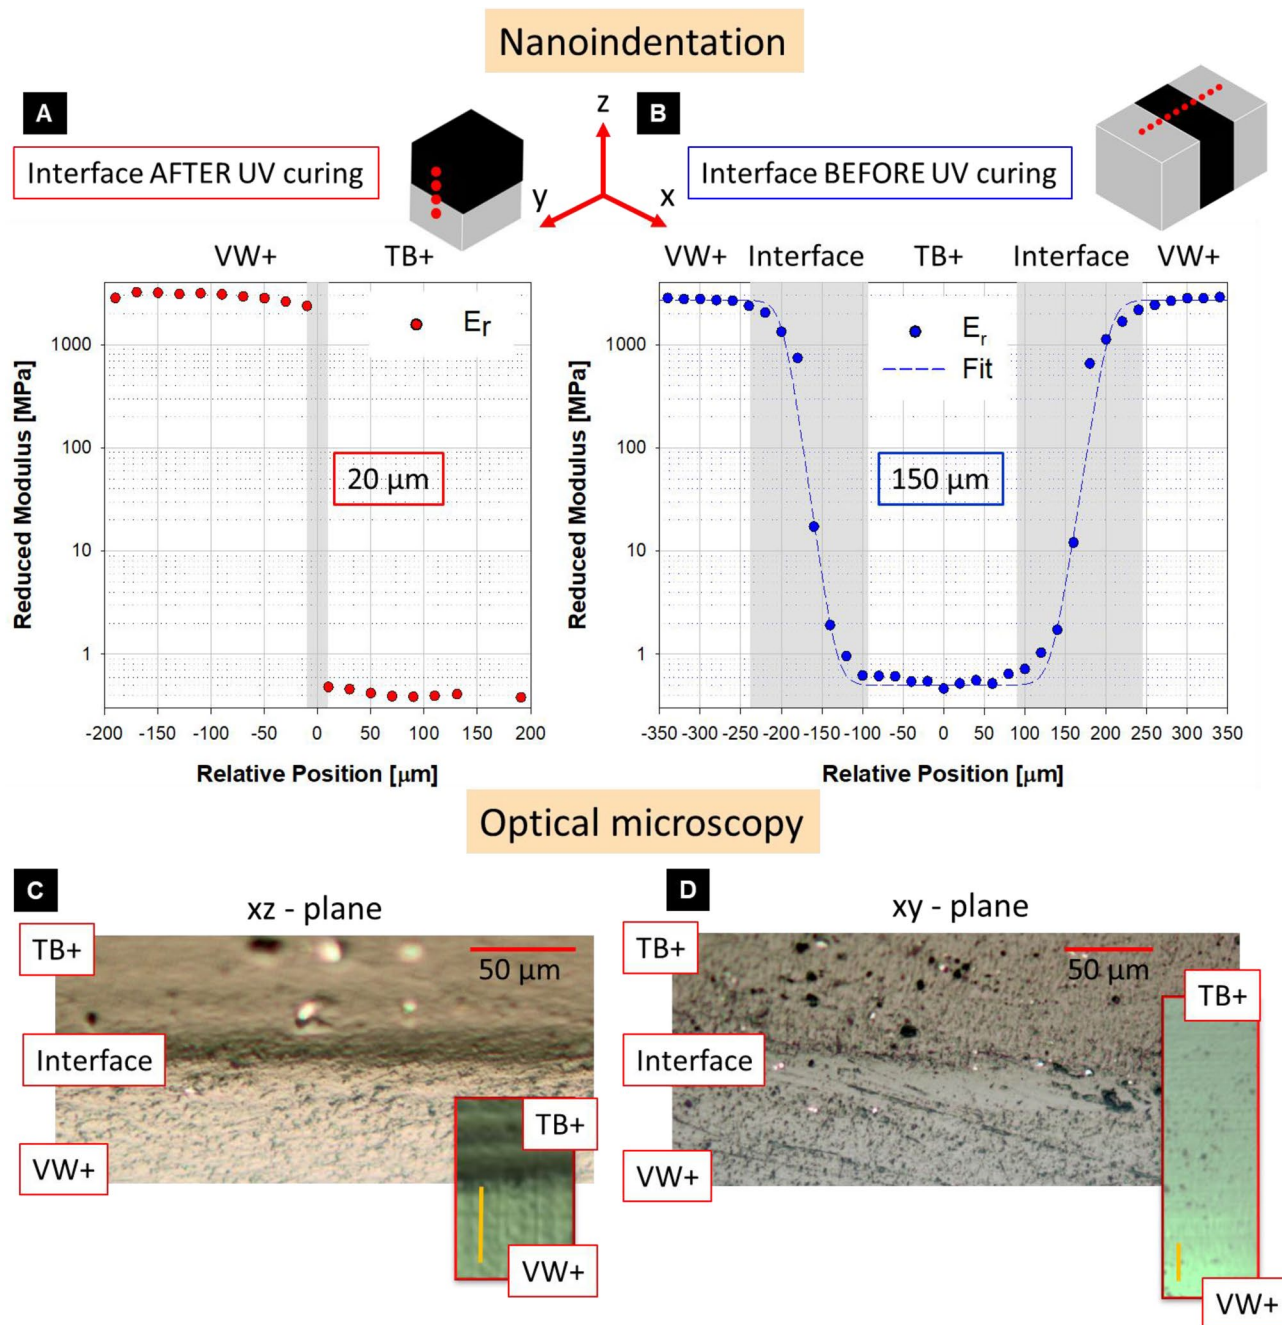 Nanoindentation
A
Interface AFTER UV curing
z
y
x
B
Interface BEFORE UV curing
VW+ TB+
Er
20 µm
Reduced Modulus [MPa]
1000
100
10
1
-200 -150 -100 -50 0 50 100 150 200
Relative Position [µm]
VW+ Interface TB+ Interface VW+
Er
Fit
150 µm
Reduced Modulus [MPa]
1000
100
10
1
-350 -300 -250 -200 -150 -100 -50 0 50 100 150 200 250 300 350
Relative Position [µm]
Optical microscopy
C
xz - plane
TB+
50 µm
Interface
VW+
TB+
VW+
D
xy - plane
TB+
50 µm
Interface
VW+
TB+
VW+